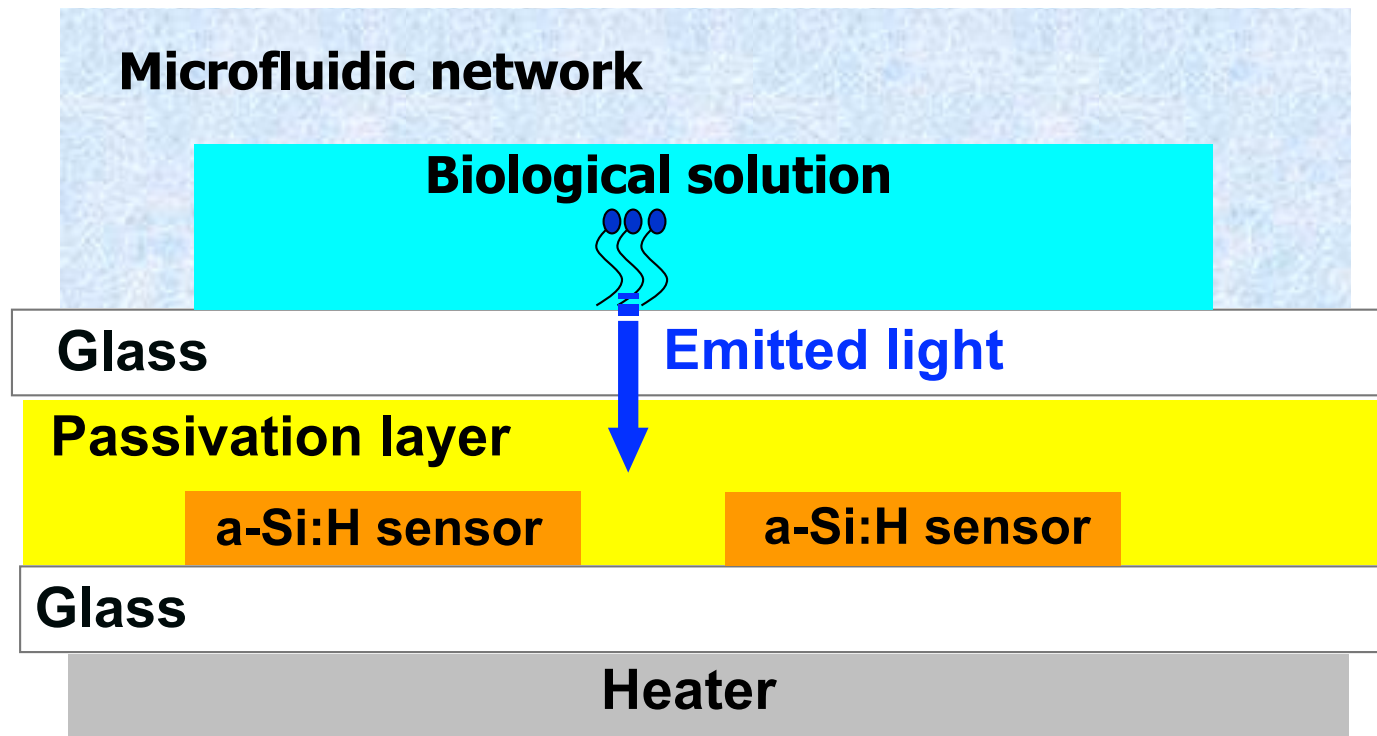 Microfluidic network
Biological solution
Glass
Emitted light
Passivation layer
a-Si:H sensor
a-Si:H sensor
Glass
Heater